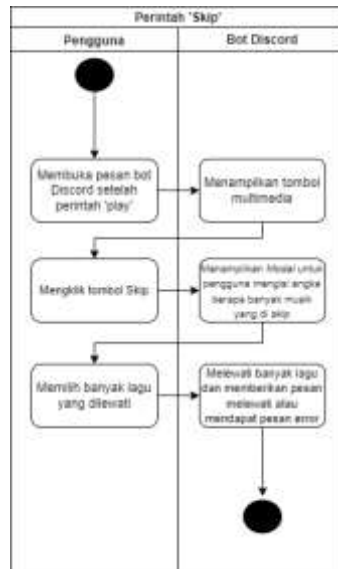 Perintah 'Skip'
Pengguna
Bot Discord
Membuka pesan bot
Discord setelah
perintah 'play'
Menampilkan tombol
multimedia
Mengklik tombol Skip
Menampilkan Modal untuk
pengguna mengisi angka
berapa banyak musik
yang di skip
Memilih banyak lagu
yang dilewati
Melewati banyak lagu
dan memberikan pesan
melewati atau
mendapat pesan error